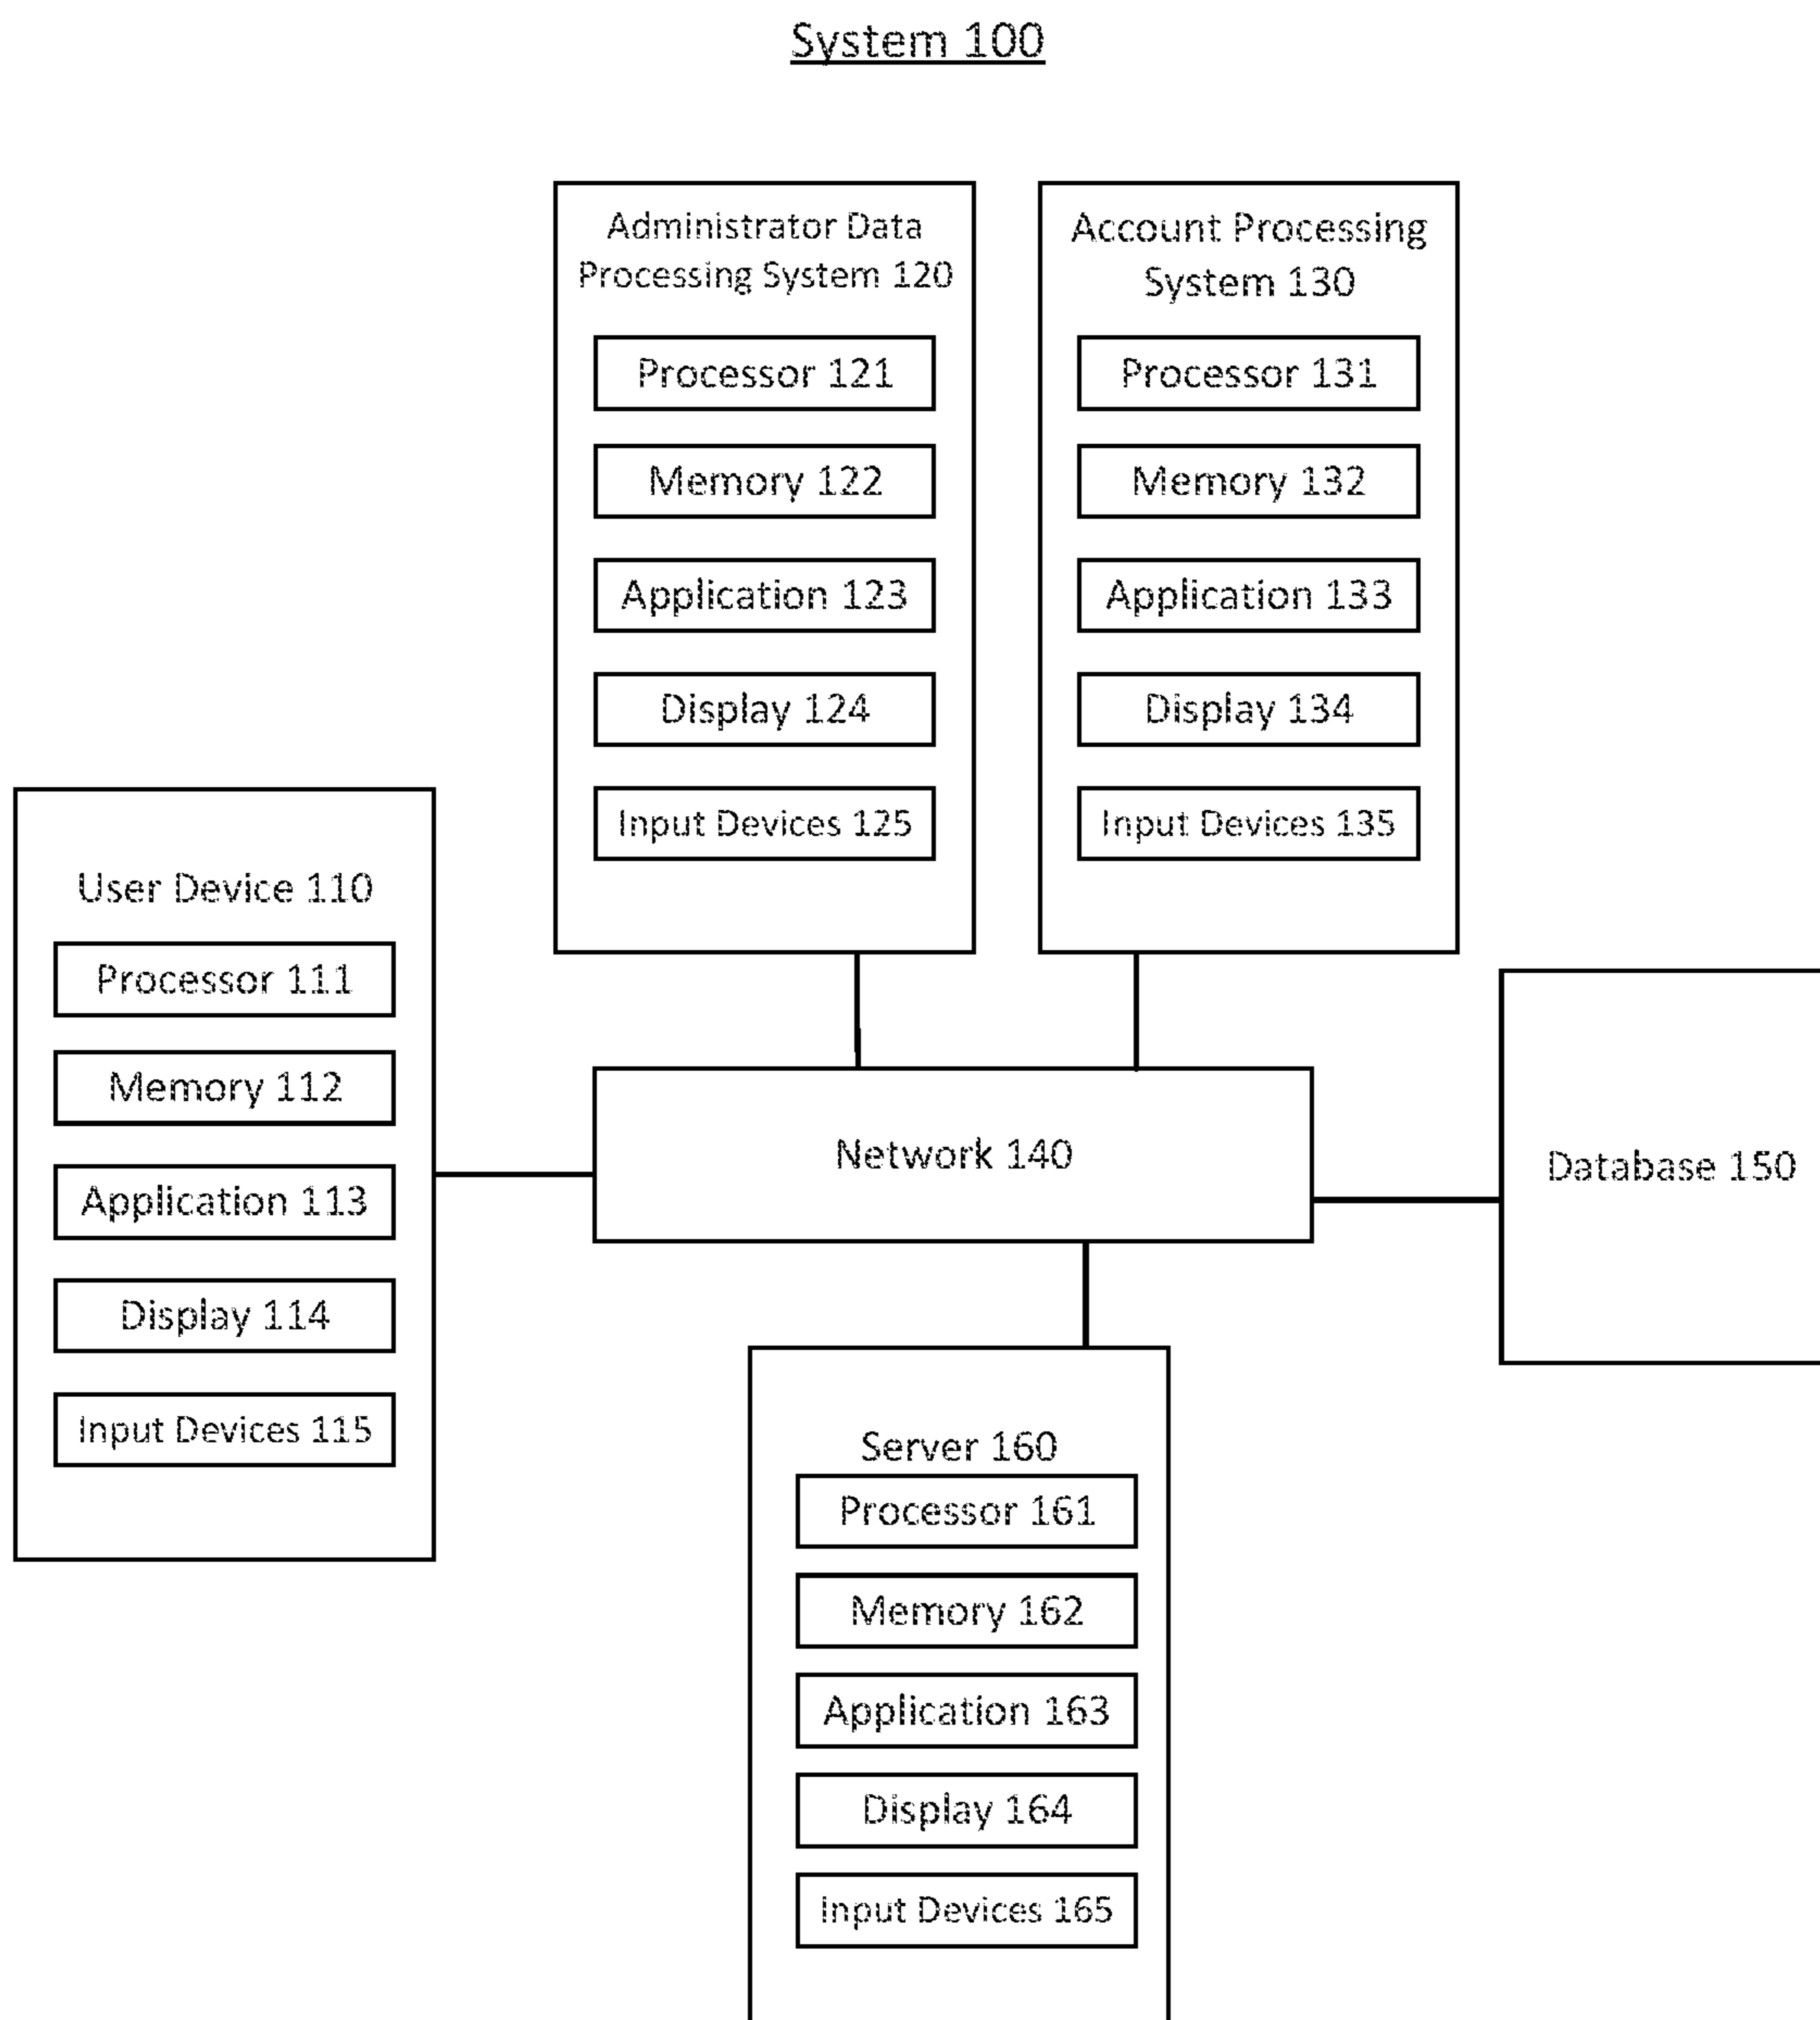 System 100
Administrator Data
Processing System 120
Processor 121
Memory 122
Application 123
Display 124
Input Devices 125
Account Processing
System 130
Processor 131
Memory 132
Application 133
Display 134
Input Devices 135
User Device 110
Processor 111
Memory 112
Application 113
Display 114
Input Devices 115
Network 140
Database 150
Server 160
Processor 161
Memory 162
Application 163
Display 164
Input Devices 165